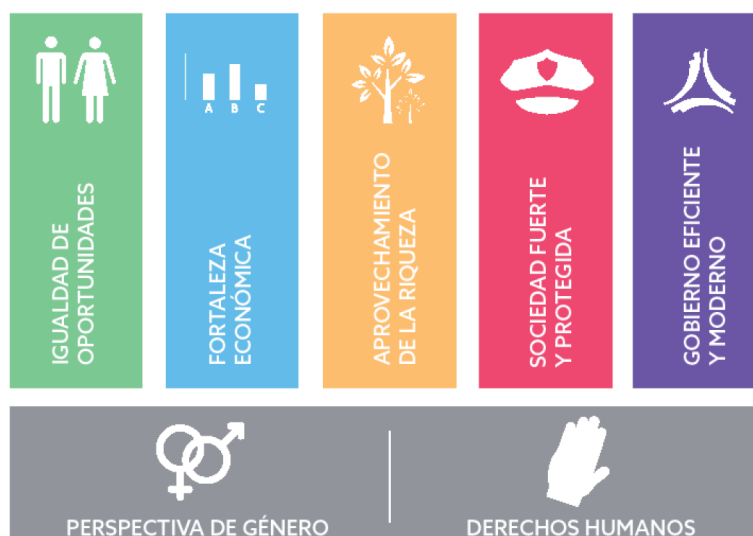 A B C
IGUALDAD DE
OPORTUNIDADES
FORTALEZA
ECONÓMICA
APROVECHAMIENTO
DE LA RIQUEZA
SOCIEDAD FUERTE
Y PROTEGIDA
GOBIERNO EFICIENTE
Y MODERNO
PERSPECTIVA DE GÉNERO
DERECHOS HUMANOS